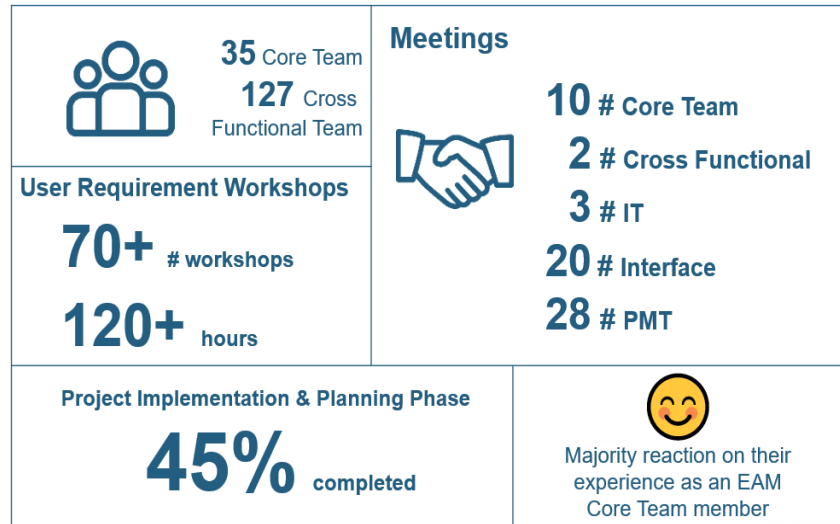 35 Core Team
127 Cross
Functional Team
User Requirement Workshops
70+ # workshops
120+ hours
Meetings
10 # Core Team
2 # Cross Functional
3 # IT
20 # Interface
28 # PMT
Project Implementation & Planning Phase
45% completed
Majority reaction on their
experience as an EAM
Core Team member